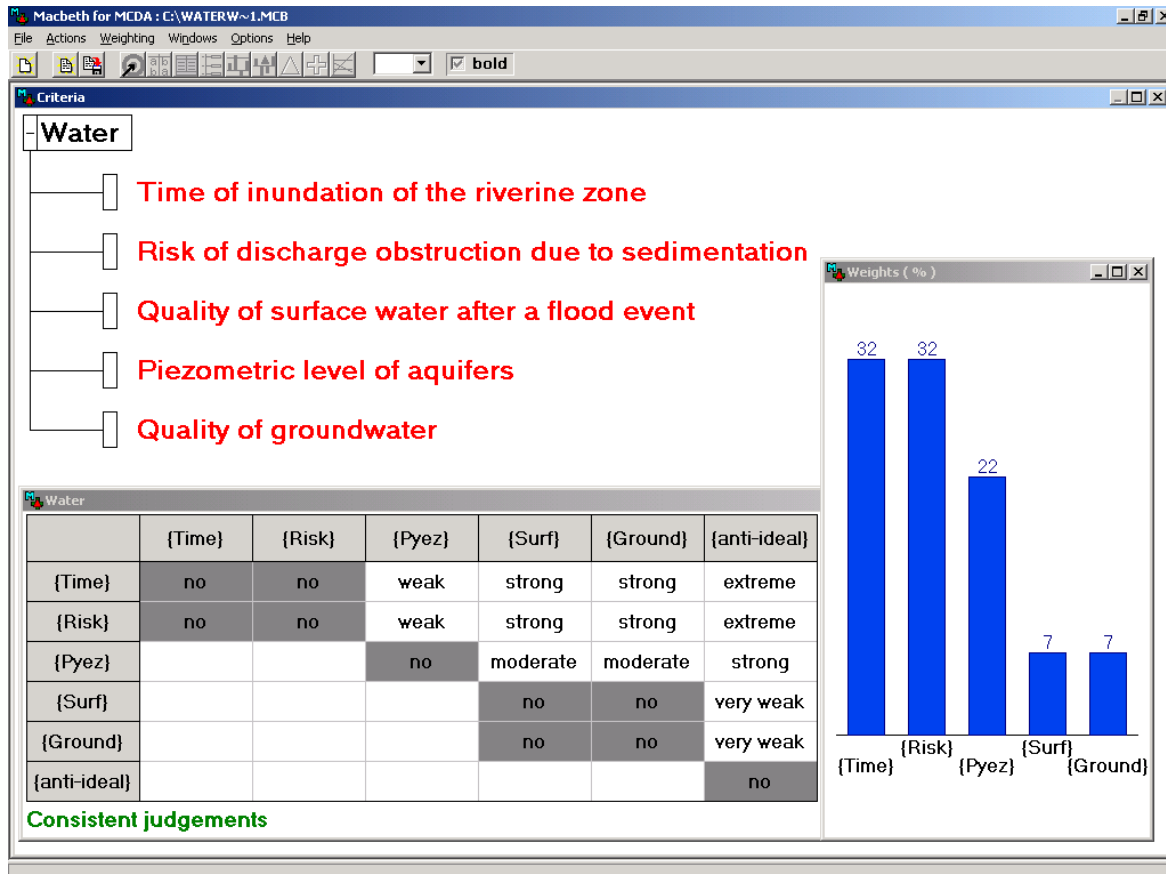 Macbeth for MCDA : C:\WATERW~1.MCB
File Actions Weighting Windows Options Help
bold
Criteria
- Water
Time of inundation of the riverine zone
Risk of discharge obstruction due to sedimentation
Quality of surface water after a flood event
Piezometric level of aquifers
Quality of groundwater
Weights ( % )
32 32 22 7 7
{Time} {Risk} {Pyez} {Surf} {Ground}
Water
{Time} {Risk} {Pyez} {Surf} {Ground} {anti-ideal}
{Time} no no weak strong strong extreme
{Risk} no no weak strong strong extreme
{Pyez} no moderate moderate strong
{Surf} no no very weak
{Ground} no no very weak
{anti-ideal} no
Consistent judgements